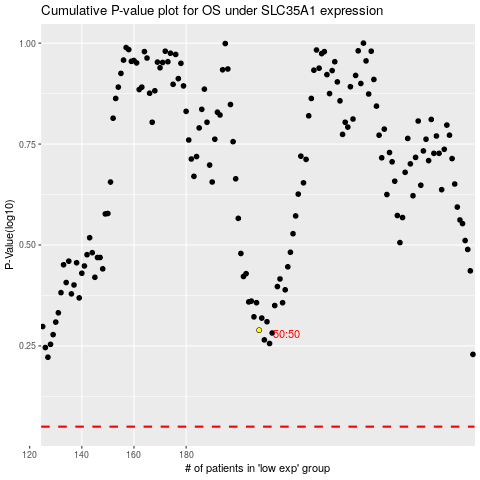 Cumulative P-value plot for OS under SLC35A1 expression
P-Value(log10)
1.00
0.75
0.50
0.25
50:50
120 140 160 180
# of patients in 'low exp' group